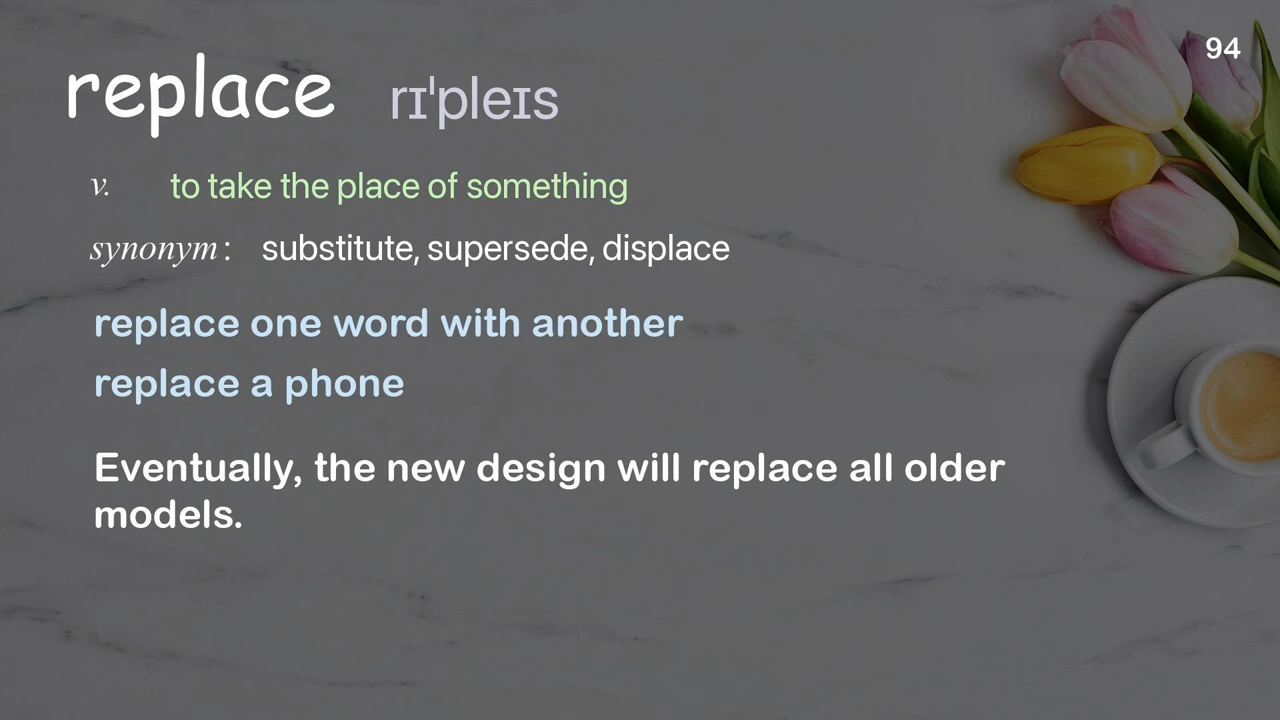 94
replace rɪˈpleɪs
v. to take the place of something
synonym: substitute, supersede, displace
replace one word with another
replace a phone
Eventually, the new design will replace all older
models.